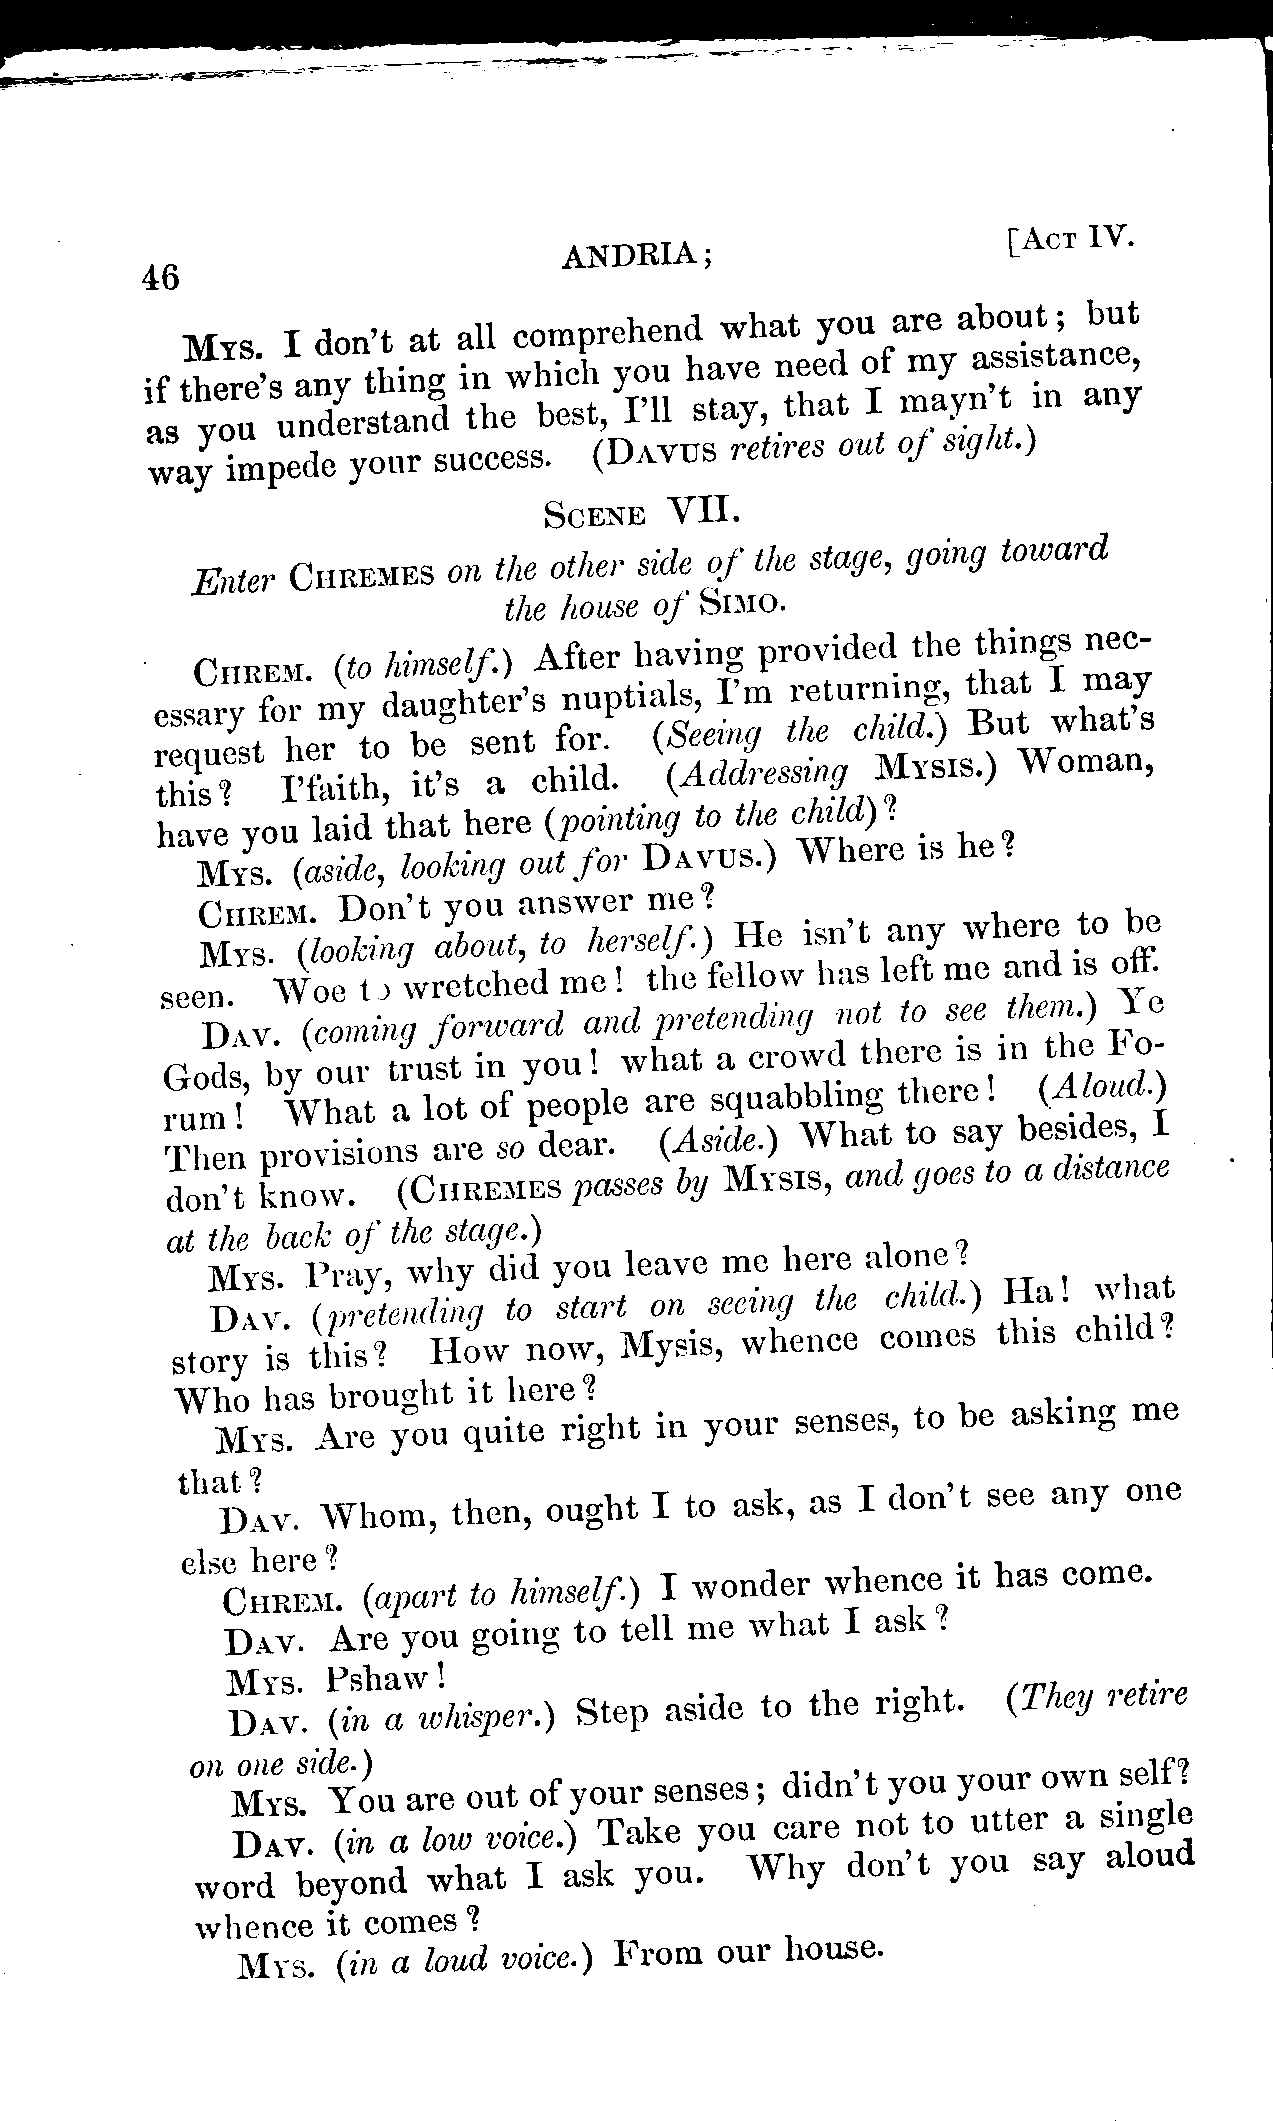 46 ANDRIA; [ACT IV.
MYS. I don't at all comprehend what you are about; but
if there's any thing in which you have need of my assistance,
as you understand the best, I'll stay, that I mayn't in any
way impede your success. (DAVUS retires out of sight.)
SCENE VII.
Enter CHREMES on the other side of the stage, going toward
the house of SIMO.
CHREM. (to himself.) After having provided the things nec-
essary for my daughter's nuptials, I'm returning, that I may
request her to be sent for. (Seeing the child.) But what's
this? I'faith, it's a child. (Addressing MYSIS.) Woman,
have you laid that here (pointing to the child)?
MYS. (aside, looking out for DAVUS.) Where is he?
CHREM. Don't you answer me?
MYS. (looking about, to herself.) He isn't any where to be
seen. Woe to wretched me! the fellow has left me and is off.
DAV. (coming forward and pretending not to see them.) Ye
Gods, by our trust in you! what a crowd there is in the Fo-
rum! What a lot of people are squabbling there! (Aloud.)
Then provisions are so dear. (Aside.) What to say besides, I
don't know. (CHREMES passes by MYSIS, and goes to a distance
at the back of the stage.)
MYS. Pray, why did you leave me here alone?
DAV. (pretending to start on seeing the child.) Ha! what
story is this? How now, Mysis, whence comes this child?
Who has brought it here?
MYS. Are you quite right in your senses, to be asking me
that?
DAV. Whom, then, ought I to ask, as I don't see any one
else here?
CHREM. (apart to himself.) I wonder whence it has come.
DAV. Are you going to tell me what I ask?
MYS. Pshaw!
DAV. (in a whisper.) Step aside to the right. (They retire
on one side.)
MYS. You are out of your senses; didn't you your own self?
DAV. (in a low voice.) Take you care not to utter a single
word beyond what I ask you. Why don't you say aloud
whence it comes?
MYS. (in a loud voice.) From our house.